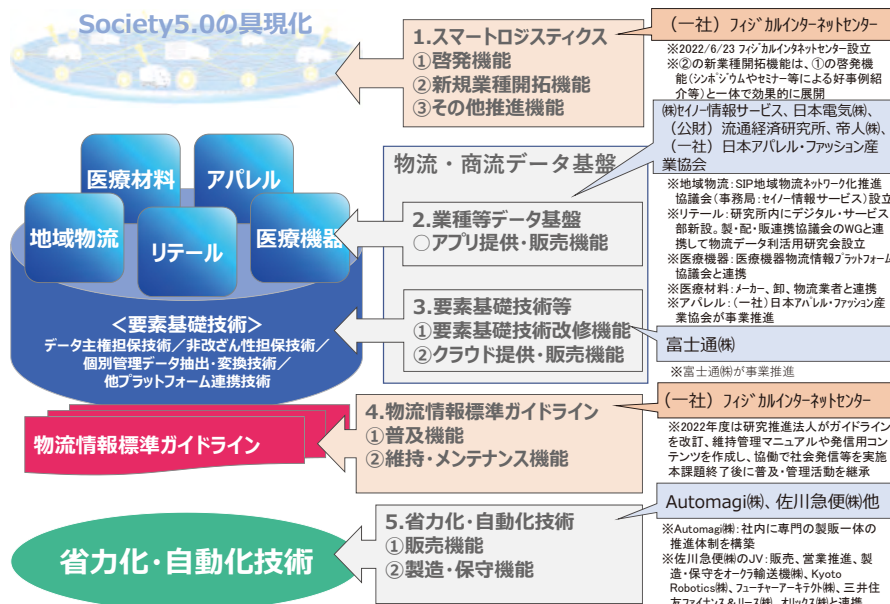 Society5.0の具現化
1.スマートロジスティクス
①啓発機能
②新規業種開拓機能
③その他推進機能
（一社）フィジカルインターネットセンター
※2022/6/23 フィジカルインタネットセンター設立
※②の新業種開拓機能は、①の啓発機
能(シンポジウムやセミナー等による好事例紹
介等)と一体で効果的に展開
㈱セイノー情報サービス、日本電気㈱、
（公財）流通経済研究所、帝人㈱、
（一社）日本アパレル・ファッション産
業協会
医療材料
アパレル
地域物流
リテール
医療機器
物流・商流データ基盤
2.業種等データ基盤
○アプリ提供・販売機能
※地域物流：SIP地域物流ネットワーク化推進
協議会(事務局：セイノー情報サービス)設立
※リテール：研究所内にデジタル・サービス
部新設。製・配・販連携協議会のWGと連
携して物流データ利活用研究会設立
※医療機器：医療機器物流情報プラットフォーム
協議会と連携
※医療材料：メーカー、卸、物流業者と連携
※アパレル：(一社)日本アパレル・ファッション産
業協会が事業推進
＜要素基礎技術＞
データ主権担保技術／非改ざん性担保技術／
個別管理データ抽出・変換技術／
他プラットフォーム連携技術
3.要素基礎技術等
①要素基礎技術改修機能
②クラウド提供・販売機能
富士通㈱
※富士通㈱が事業推進
物流情報標準ガイドライン
4.物流情報標準ガイドライン
①普及機能
②維持・メンテナンス機能
（一社）フィジカルインターネットセンター
※2022年度は研究推進法人がガイドライン
を改訂、維持管理マニュアルや発信用コン
テンツを作成し、協働で社会発信等を実施
本課題終了後に普及・管理活動を継承
省力化・自動化技術
5.省力化・自動化技術
①販売機能
②製造・保守機能
Automagi㈱、佐川急便㈱他
※Automagi㈱：社内に専門の製販一体の
推進体制を構築
※佐川急便㈱のJV：販売、営業推進、製
造・保守をオークラ輸送機㈱、Kyoto
Robotics㈱、フューチャーアーキテクト㈱、三井住
友ファイナンス＆リース㈱、オリックス㈱と連携